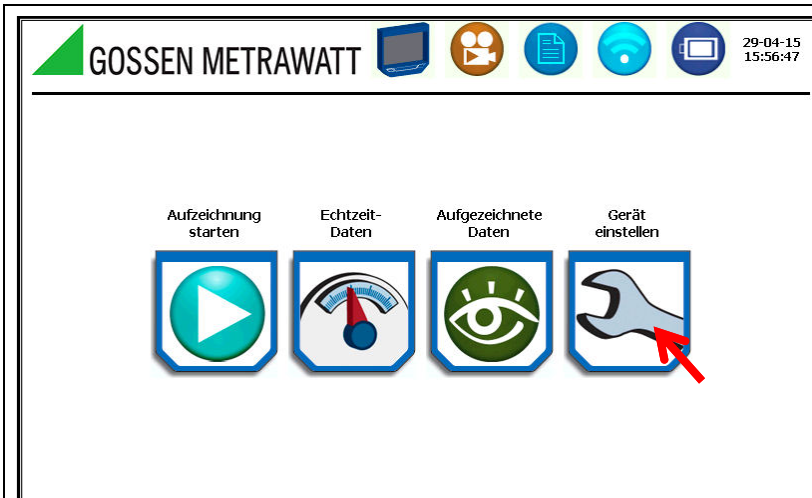 GOSSEN METRAWATT
29-04-15
15:56:47
Aufzeichnung
starten
Echtzeit-
Daten
Aufgezeichnete
Daten
Gerät
einstellen